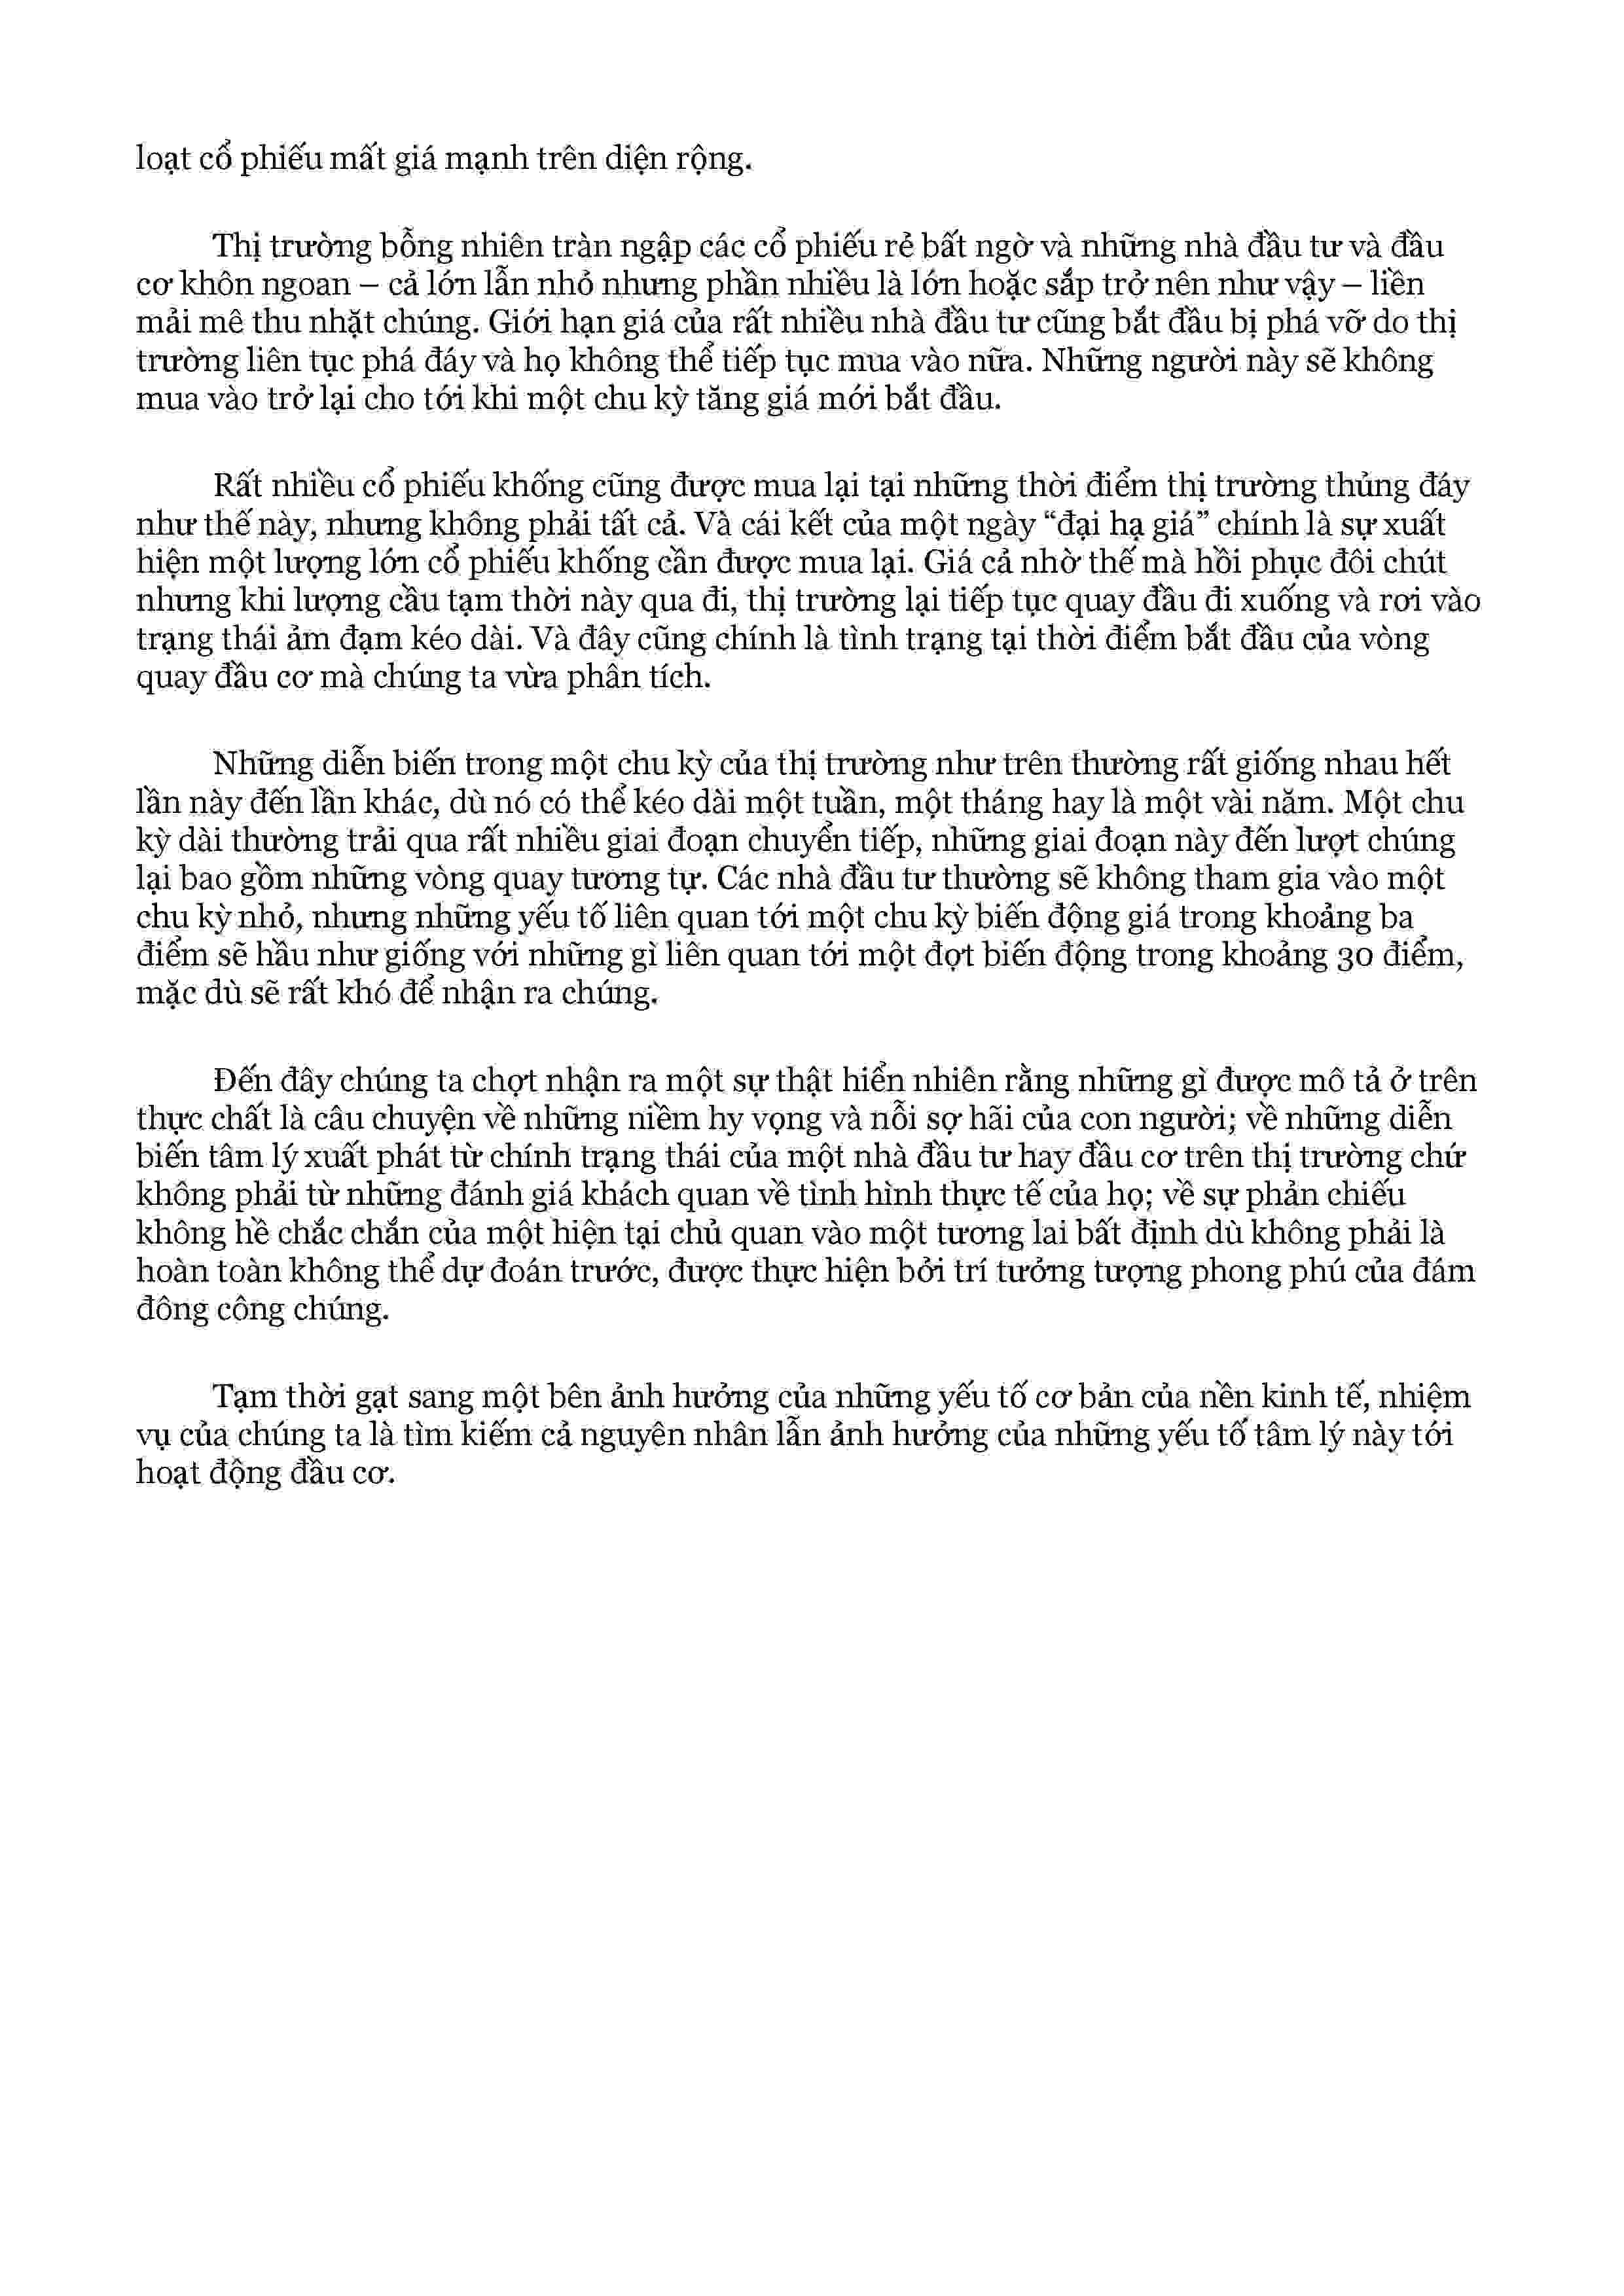 loạt cổ phiếu mất giá mạnh trên diện rộng.
Thị trường bỗng nhiên tràn ngập các cổ phiếu rẻ bất ngờ và những nhà đầu tư và đầu
cơ khôn ngoan – cả lớn lẫn nhỏ nhưng phần nhiều là lớn hoặc sắp trở nên như vậy – liền
mải mê thu nhặt chúng. Giới hạn giá của rất nhiều nhà đầu tư cũng bắt đầu bị phá vỡ do thị
trường liên tục phá đáy và họ không thể tiếp tục mua vào nữa. Những người này sẽ không
mua vào trở lại cho tới khi một chu kỳ tăng giá mới bắt đầu.
Rất nhiều cổ phiếu khống cũng được mua lại tại những thời điểm thị trường thủng đáy
như thế này, nhưng không phải tất cả. Và cái kết của một ngày “đại hạ giá” chính là sự xuất
hiện một lượng lớn cổ phiếu khống cần được mua lại. Giá cả nhờ thế mà hồi phục đôi chút
nhưng khi lượng cầu tạm thời này qua đi, thị trường lại tiếp tục quay đầu đi xuống và rơi vào
trạng thái ảm đạm kéo dài. Và đây cũng chính là tình trạng tại thời điểm bắt đầu của vòng
quay đầu cơ mà chúng ta vừa phân tích.
Những diễn biến trong một chu kỳ của thị trường như trên thường rất giống nhau hết
lần này đến lần khác, dù nó có thể kéo dài một tuần, một tháng hay là một vài năm. Một chu
kỳ dài thường trải qua rất nhiều giai đoạn chuyển tiếp, những giai đoạn này đến lượt chúng
lại bao gồm những vòng quay tương tự. Các nhà đầu tư thường sẽ không tham gia vào một
chu kỳ nhỏ, nhưng những yếu tố liên quan tới một chu kỳ biến động giá trong khoảng ba
điểm sẽ hầu như giống với những gì liên quan tới một đợt biến động trong khoảng 30 điểm,
mặc dù sẽ rất khó để nhận ra chúng.
Đến đây chúng ta chợt nhận ra một sự thật hiển nhiên rằng những gì được mô tả ở trên
thực chất là câu chuyện về những niềm hy vọng và nỗi sợ hãi của con người; về những diễn
biến tâm lý xuất phát từ chính trạng thái của một nhà đầu tư hay đầu cơ trên thị trường chứ
không phải từ những đánh giá khách quan về tình hình thực tế của họ; về sự phản chiếu
không hề chắc chắn của một hiện tại chủ quan vào một tương lai bất định dù không phải là
hoàn toàn không thể dự đoán trước, được thực hiện bởi trí tưởng tượng phong phú của đám
đông công chúng.
Tạm thời gạt sang một bên ảnh hưởng của những yếu tố cơ bản của nền kinh tế, nhiệm
vụ của chúng ta là tìm kiếm cả nguyên nhân lẫn ảnh hưởng của những yếu tố tâm lý này tới
hoạt động đầu cơ.